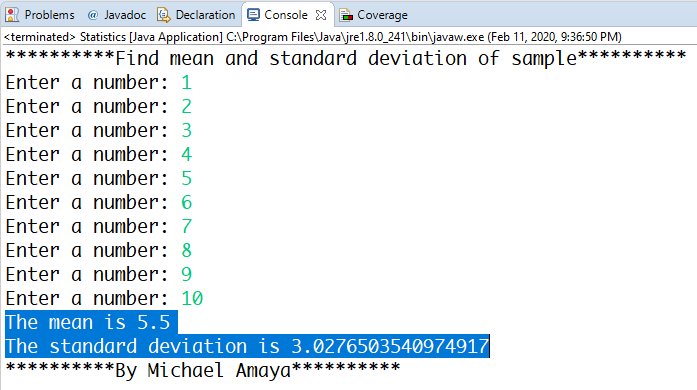 Problems @ Javadoc Declaration Console Coverage
<terminated> Statistics [Java Application] C:\Program Files\Java\jre1.8.0_241\bin\javaw.exe (Feb 11, 2020, 9:36:50 PM)
**********Find mean and standard deviation of sample**********
Enter a number: 1
Enter a number: 2
Enter a number: 3
Enter a number: 4
Enter a number: 5
Enter a number: 6
Enter a number: 7
Enter a number: 8
Enter a number: 9
Enter a number: 10
The mean is 5.5
The standard deviation is 3.0276503540974917
**********By Michael Amaya**********